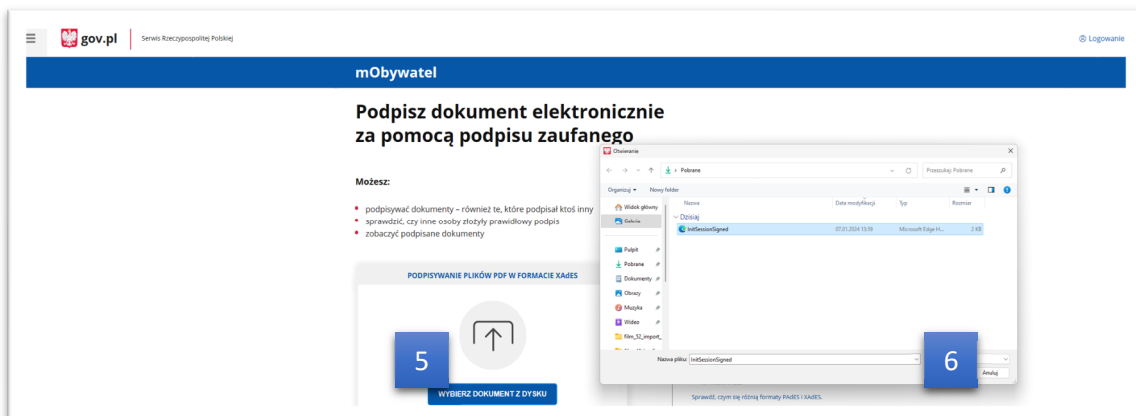 gov.pl
Serwis Rzeczypospolitej Polskiej
Logowanie
mObywatel
Podpisz dokument elektronicznie
za pomocą podpisu zaufanego
Możesz:
podpisywać dokumenty – również te, które podpisał ktoś inny
sprawdzić, czy inne osoby złożyły prawidłowy podpis
zobaczyć podpisane dokumenty
PODPISYWANIE PLIKÓW PDF W FORMACIE XAdES
5
WYBIERZ DOKUMENT Z DYSKU
Otwieranie
Pobrane
Przeszukaj: Pobrane
Organizuj
Nowy folder
Widok główny
Galeria
Pulpit
Pobrane
Dokumenty
Obrazy
Muzyka
Wideo
film_52_import_
Nazwa
Data modyfikacji
Typ
Rozmiar
Dzisiaj
InitSessionSigned
07.01.2024 13:58
Microsoft Edge H...
2 KB
Nazwa pliku:
InitSessionSigned
6
Anuluj
Sprawdź, czym się różnią formaty PAdES i XAdES.